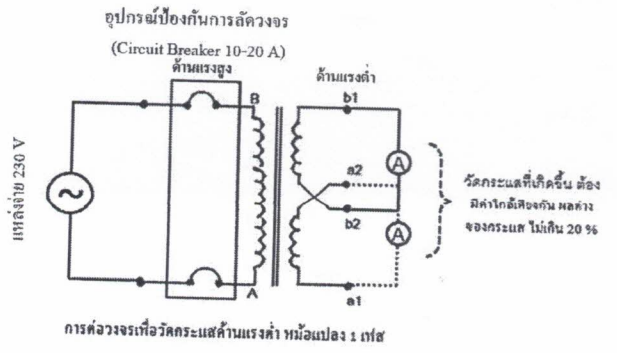 อุปกรณ์ป้องกันการลัดวงจร
(Circuit Breaker 10-20 A)
ด้านแรงสูง
ด้านแรงต่ำ
แหล่งจ่าย 230 V
B
A
b1
a2
b2
a1
A
A
วัดกระแสที่เกิดขึ้น ต้อง
มีค่าใกล้เคียงกัน ผลต่าง
ของกระแส ไม่เกิน 20 %
การต่อวงจรเพื่อวัดกระแสด้านแรงต่ำ หม้อแปลง 1 เฟส